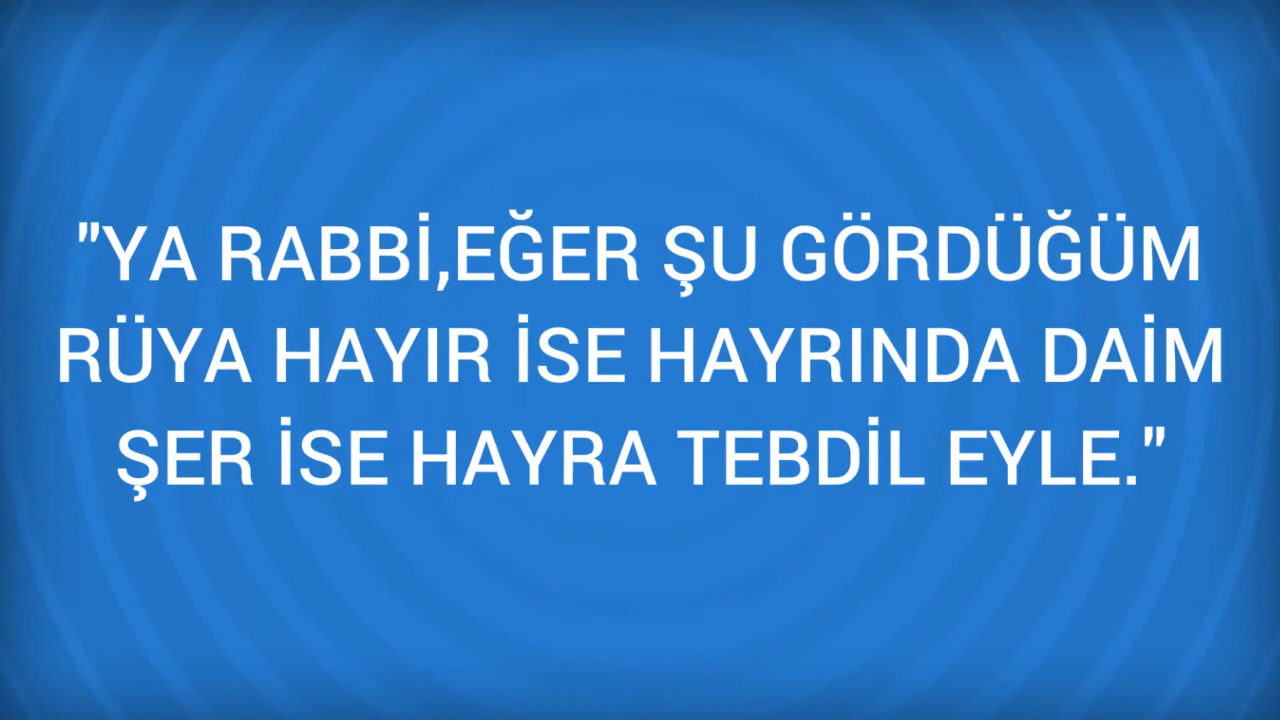 "YA RABBİ,EĞER ŞU GÖRDÜĞÜM
RÜYA HAYIR İSE HAYRINDA DAİM
ŞER İSE HAYRA TEBDİL EYLE."